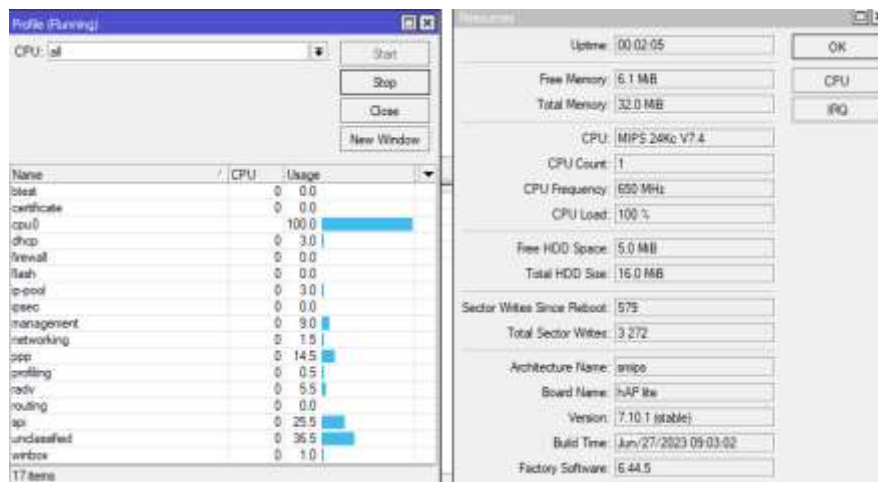 Profile (Running)
CPU: all
Start
Stop
Close
New Window
Name CPU Usage
btest 0 0.0
certificate 0 0.0
cpu0 100.0
dhcp 0 3.0
firewall 0 0.0
flash 0 0.0
ip-pool 0 3.0
ipsec 0 0.0
management 0 9.0
networking 0 1.5
ppp 0 14.5
profiling 0 0.5
radv 0 5.5
routing 0 0.0
spi 0 25.5
unclassified 0 36.5
winbox 0 1.0
17 items
Resources
Uptime: 00:02:05
OK
Free Memory: 6.1 MiB
CPU
Total Memory: 32.0 MiB
IRQ
CPU: MIPS 24Kc V7.4
CPU Count: 1
CPU Frequency: 650 MHz
CPU Load: 100 %
Free HDD Space: 5.0 MiB
Total HDD Size: 16.0 MiB
Sector Writes Since Reboot: 579
Total Sector Writes: 3 272
Architecture Name: smips
Board Name: hAP lite
Version: 7.10.1 (stable)
Build Time: Jun/27/2023 09:03:02
Factory Software: 6.44.5